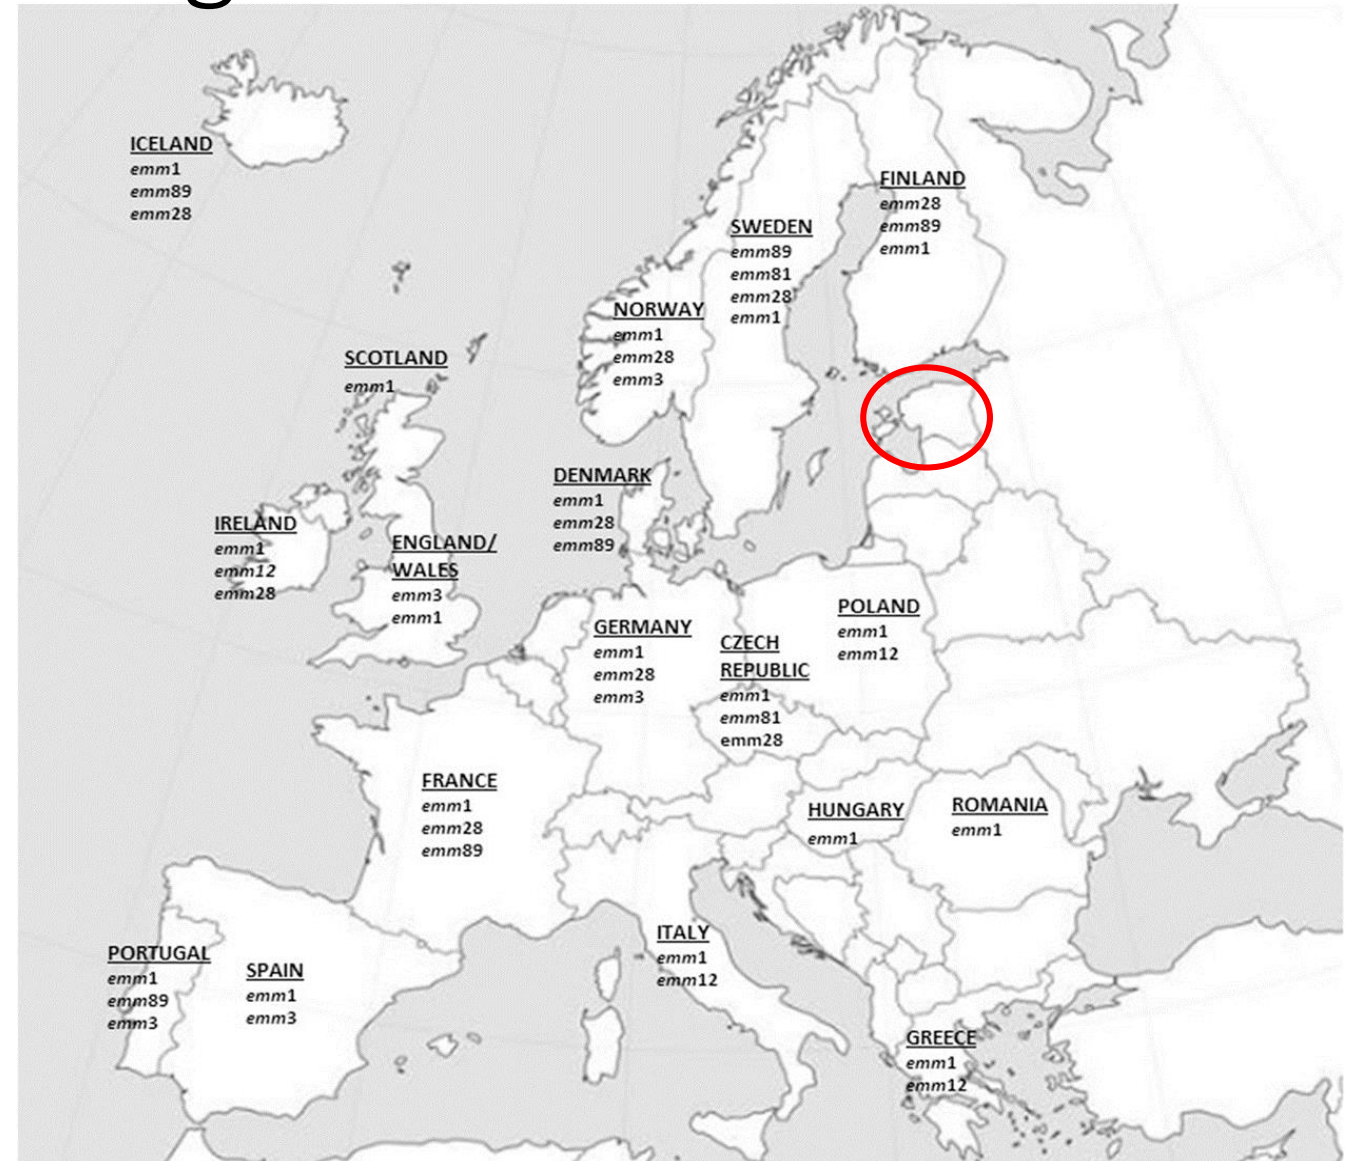 ICELAND
emm1
emm89
emm28
FINLAND
emm28
emm89
emm1
SWEDEN
emm89
emm81
emm28
emm1
NORWAY
emm1
emm28
emm3
SCOTLAND
emm1
DENMARK
emm1
emm28
emm89
IRELAND
emm1
emm12
emm28
ENGLAND/
WALES
emm3
emm1
GERMANY
emm1
emm28
emm3
CZECH
REPUBLIC
emm1
emm81
emm28
POLAND
emm1
emm12
FRANCE
emm1
emm28
emm89
HUNGARY
emm1
ROMANIA
emm1
PORTUGAL
emm1
emm89
emm3
SPAIN
emm1
emm3
ITALY
emm1
emm12
GREECE
emm1
emm12